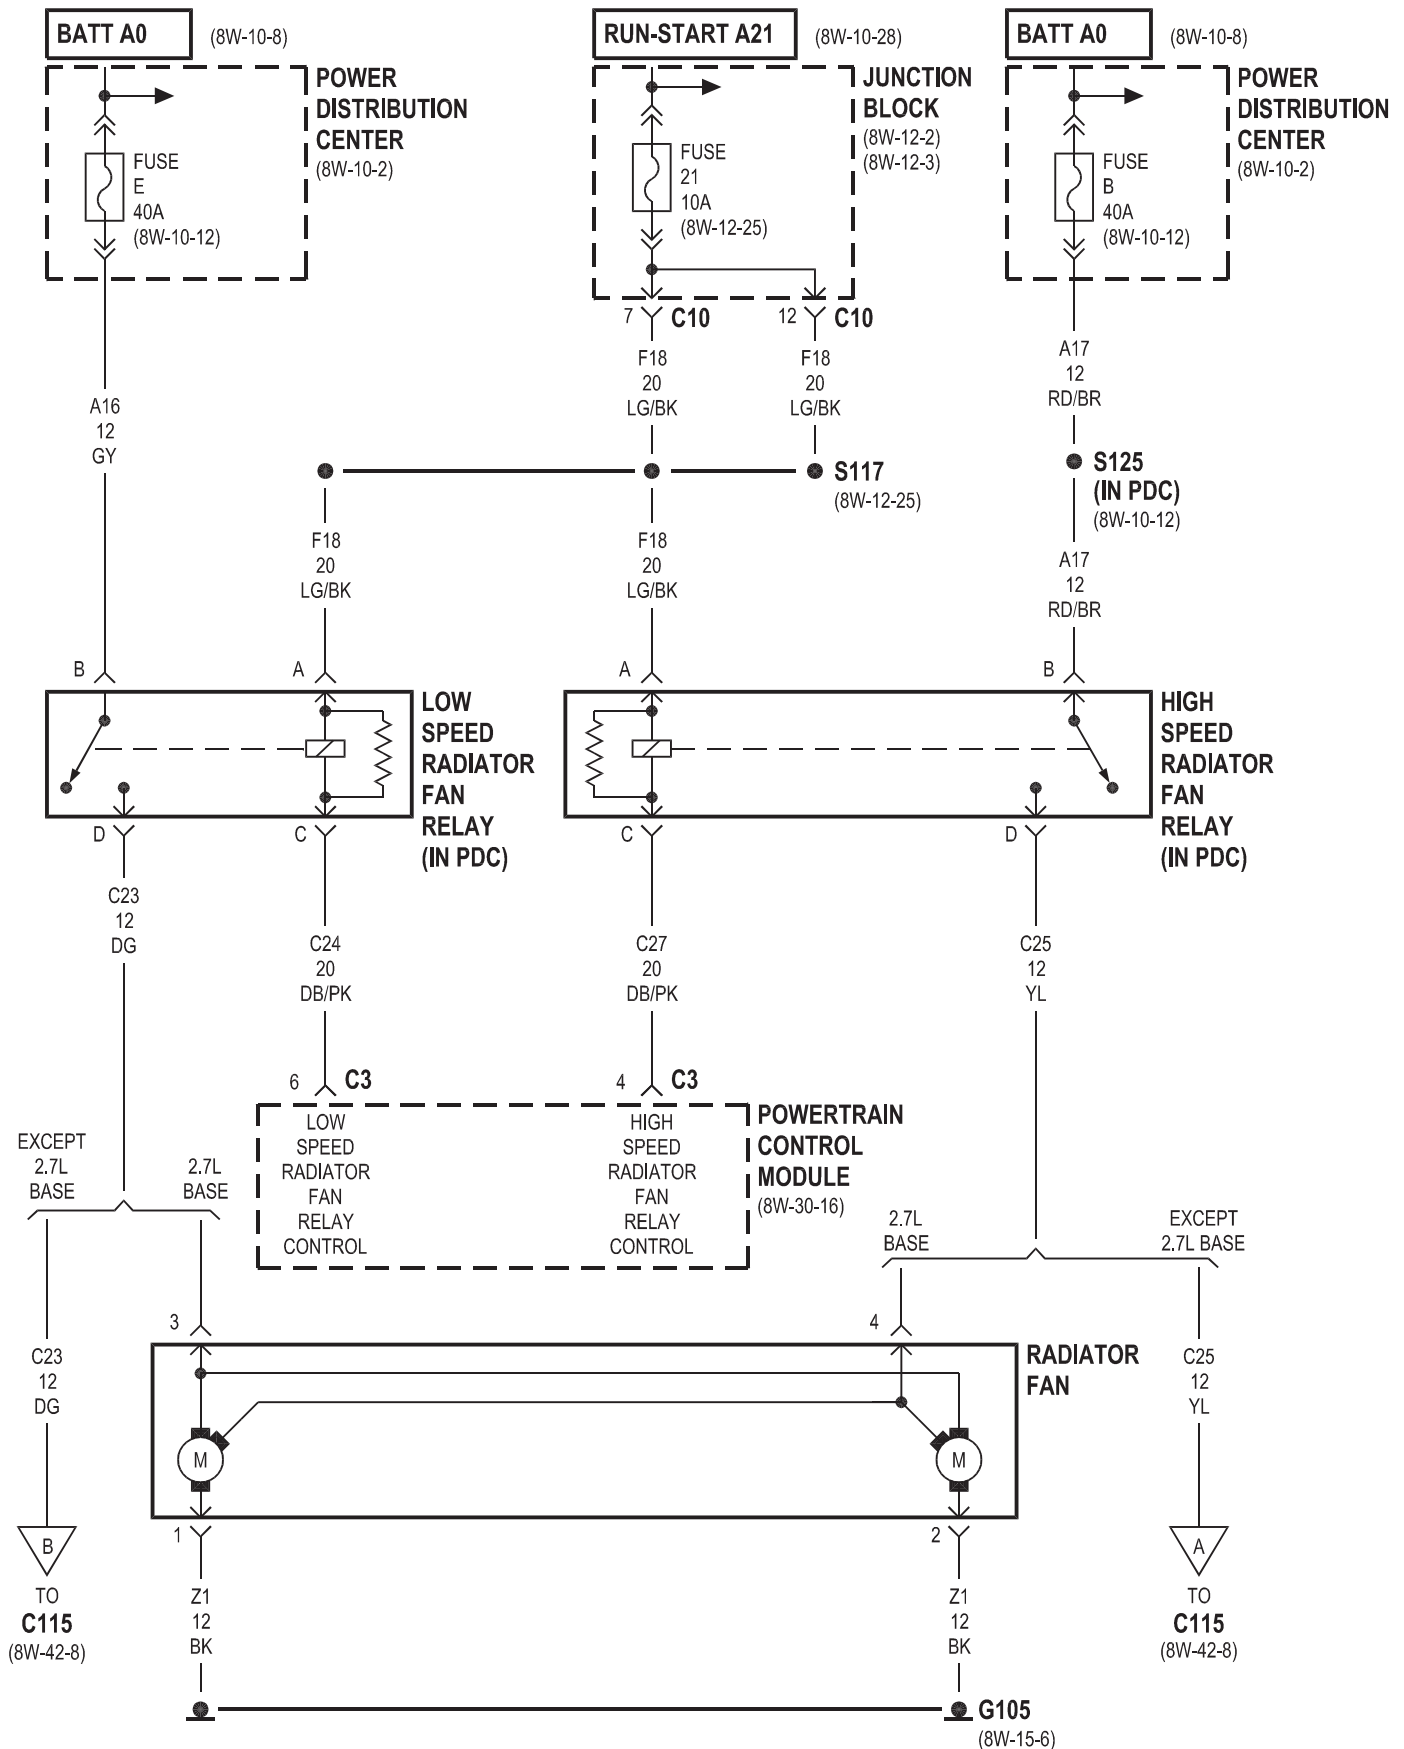 BATT A0
(8W-10-8)
RUN-START A21
(8W-10-28)
BATT A0
(8W-10-8)
POWER
DISTRIBUTION
CENTER
(8W-10-2)
FUSE
E
40A
(8W-10-12)
JUNCTION
BLOCK
(8W-12-2)
(8W-12-3)
FUSE
21
10A
(8W-12-25)
POWER
DISTRIBUTION
CENTER
(8W-10-2)
FUSE
B
40A
(8W-10-12)
7
C10
12
C10
F18
20
LG/BK
F18
20
LG/BK
A17
12
RD/BR
A16
12
GY
S117
(8W-12-25)
S125
(IN PDC)
(8W-10-12)
F18
20
LG/BK
F18
20
LG/BK
A17
12
RD/BR
B
A
A
B
LOW
SPEED
RADIATOR
FAN
RELAY
(IN PDC)
HIGH
SPEED
RADIATOR
FAN
RELAY
(IN PDC)
D
C
C
D
C23
12
DG
C24
20
DB/PK
C27
20
DB/PK
C25
12
YL
6
C3
4
C3
LOW
SPEED
RADIATOR
FAN
RELAY
CONTROL
HIGH
SPEED
RADIATOR
FAN
RELAY
CONTROL
POWERTRAIN
CONTROL
MODULE
(8W-30-16)
EXCEPT
2.7L
BASE
2.7L
BASE
2.7L
BASE
EXCEPT
2.7L BASE
3
4
RADIATOR
FAN
C23
12
DG
C25
12
YL
M
M
1
2
B
TO
C115
(8W-42-8)
A
TO
C115
(8W-42-8)
Z1
12
BK
Z1
12
BK
G105
(8W-15-6)